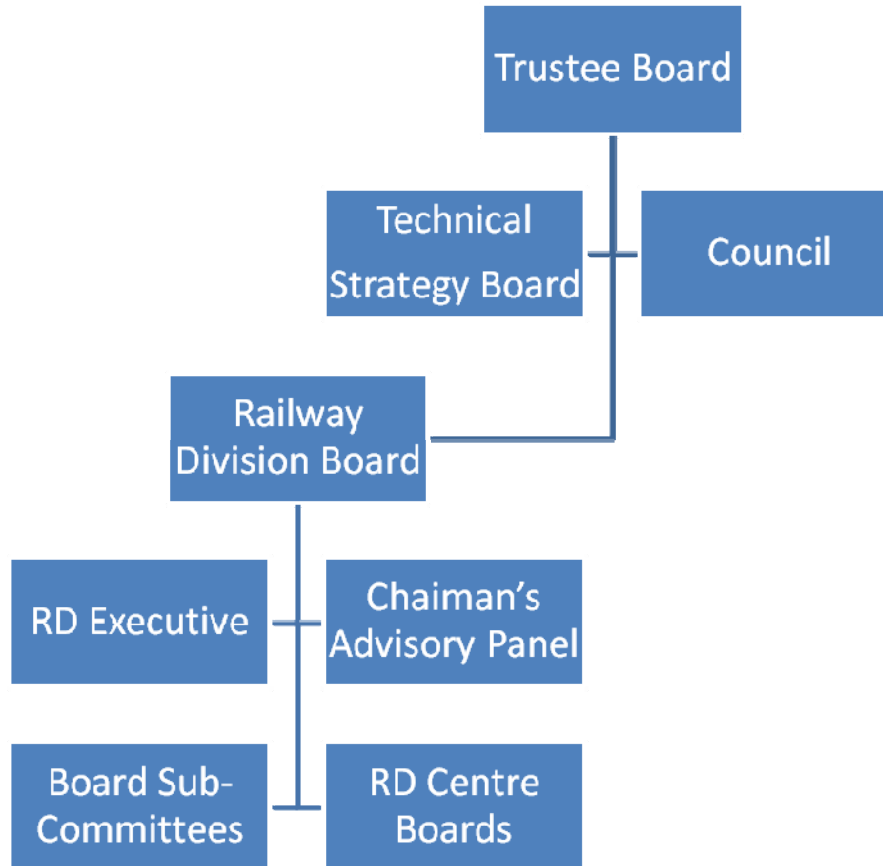 Trustee Board
Technical
Strategy Board
Council
Railway
Division Board
RD Executive
Chaiman's
Advisory Panel
Board Sub-
Committees
RD Centre
Boards